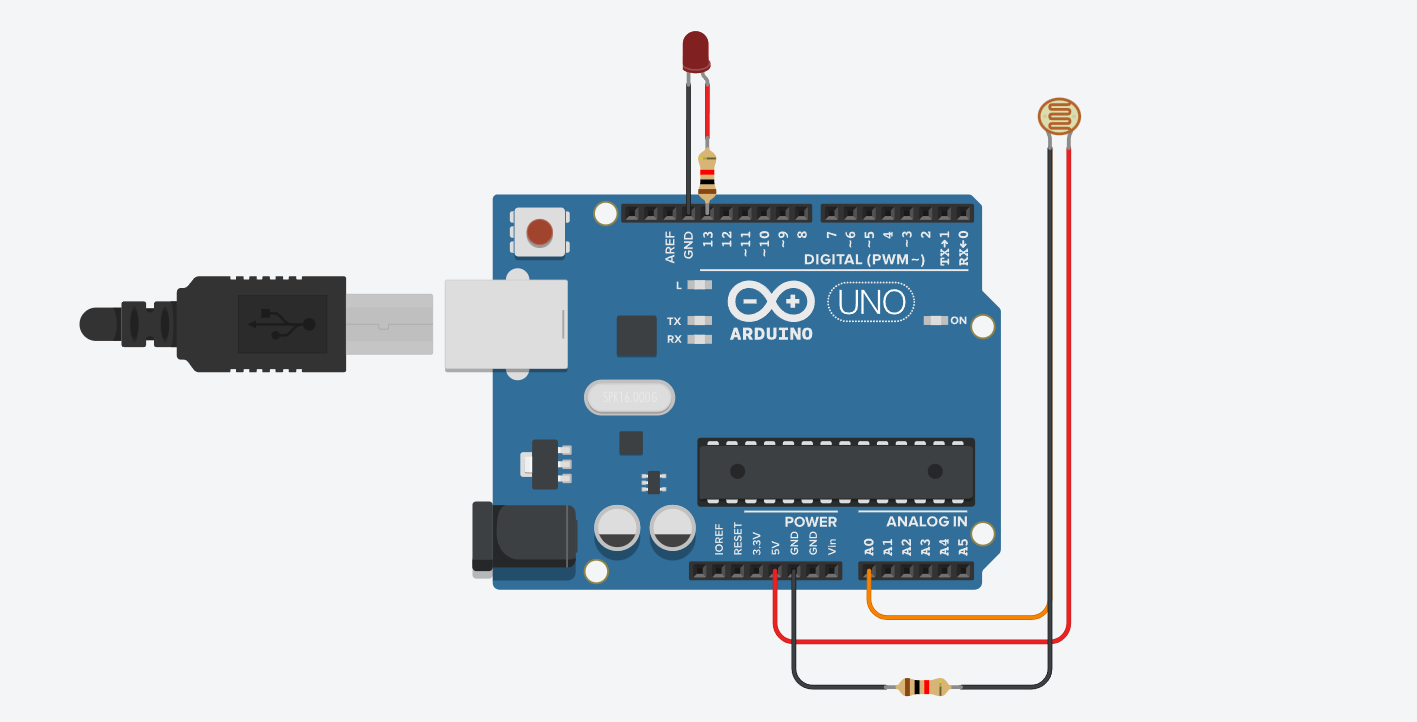 AREF
GND
13
12
~11
~10
~9
8
7
~6
~5
4
~3
2
TX→1
RX←0
DIGITAL (PWM~)
L
TX
RX
ARDUINO
UNO
ON
SPK16.000G
POWER
ANALOG IN
IOREF
RESET
3.3V
5V
GND
GND
Vin
A0
A1
A2
A3
A4
A5